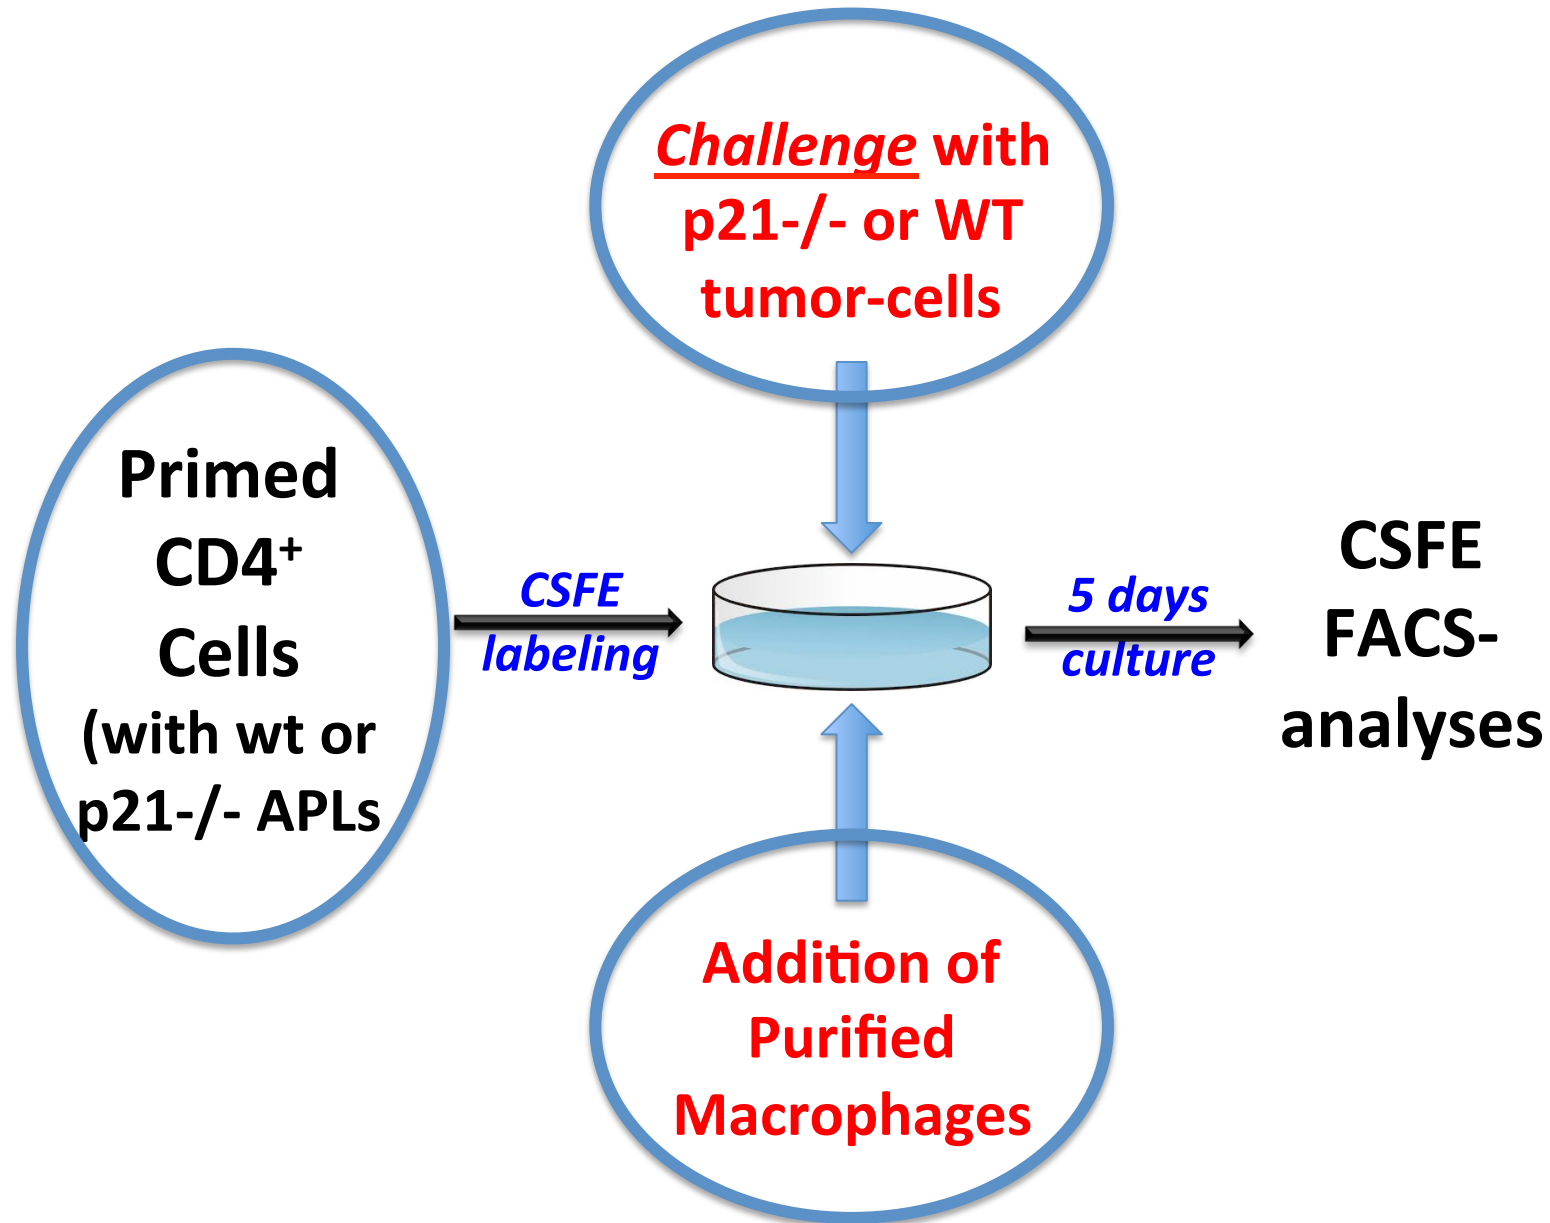 Challenge with
p21-/- or WT
tumor-cells
Primed
CD4⁺
Cells
(with wt or
p21-/- APLs
CSFE
labeling
5 days
culture
CSFE
FACS-
analyses
Addition of
Purified
Macrophages